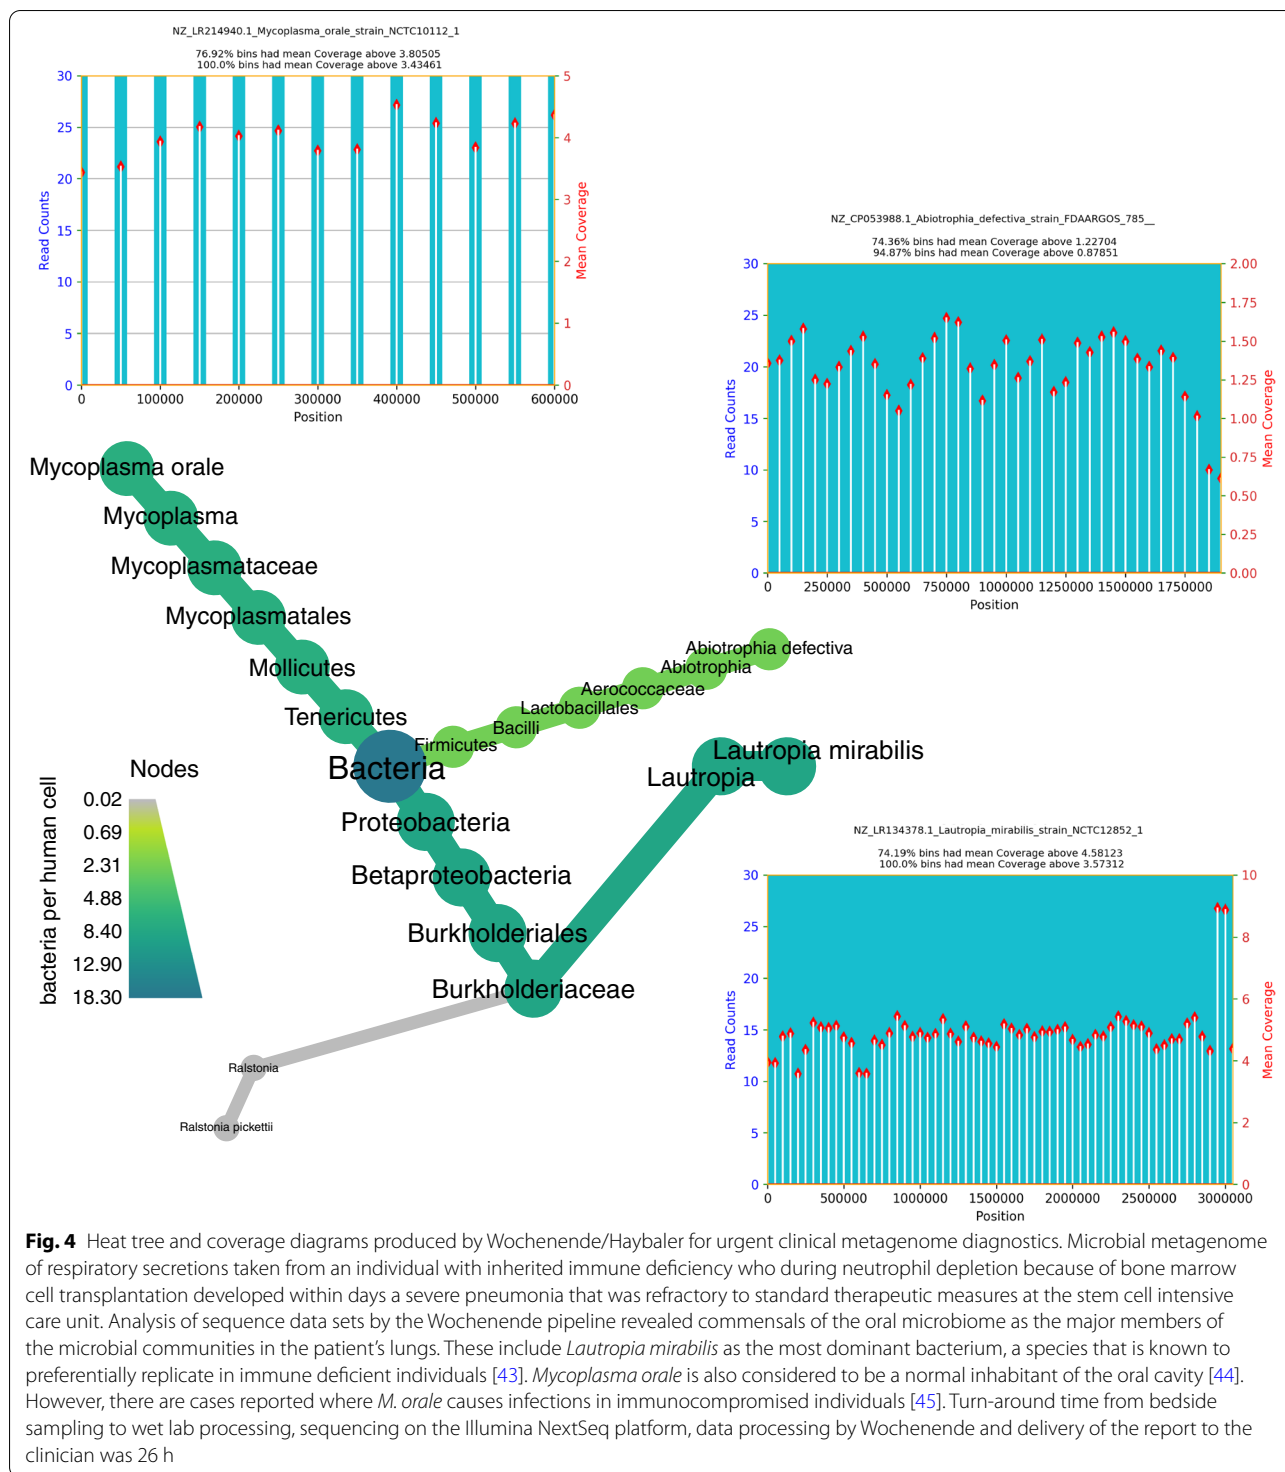 NZ_LR214940.1_Mycoplasma_orale_strain_NCTC10112_1
76.92% bins had mean Coverage above 3.80505
100.0% bins had mean Coverage above 3.43461
30
25
20
15
10
5
0
Read Counts
5
4
3
2
1
0
Mean Coverage
0 100000 200000 300000 400000 500000 600000
Position
NZ_CP053988.1_Abiotrophia_defectiva_strain_FDAARGOS_785__
74.36% bins had mean Coverage above 1.22704
94.87% bins had mean Coverage above 0.87851
30
25
20
15
10
5
0
Read Counts
2.00
1.75
1.50
1.25
1.00
0.75
0.50
0.25
0.00
Mean Coverage
0 250000 500000 750000 1000000 1250000 1500000 1750000
Position
Mycoplasma orale
Mycoplasma
Mycoplasmataceae
Mycoplasmatales
Mollicutes
Tenericutes
Abiotrophia defectiva
Abiotrophia
Aerococcaceae
Lactobacillales
Bacilli
Firmicutes
Bacteria
Lautropia mirabilis
Lautropia
Proteobacteria
Betaproteobacteria
Burkholderiales
Burkholderiaceae
Ralstonia
Ralstonia pickettii
Nodes
bacteria per human cell
0.02
0.69
2.31
4.88
8.40
12.90
18.30
NZ_LR134378.1_Lautropia_mirabilis_strain_NCTC12852_1
74.19% bins had mean Coverage above 4.58123
100.0% bins had mean Coverage above 3.57312
30
25
20
15
10
5
0
Read Counts
10
8
6
4
2
0
Mean Coverage
0 500000 1000000 1500000 2000000 2500000 3000000
Position
Fig. 4 Heat tree and coverage diagrams produced by Wochenende/Haybaler for urgent clinical metagenome diagnostics. Microbial metagenome
of respiratory secretions taken from an individual with inherited immune deficiency who during neutrophil depletion because of bone marrow
cell transplantation developed within days a severe pneumonia that was refractory to standard therapeutic measures at the stem cell intensive
care unit. Analysis of sequence data sets by the Wochenende pipeline revealed commensals of the oral microbiome as the major members of
the microbial communities in the patient's lungs. These include Lautropia mirabilis as the most dominant bacterium, a species that is known to
preferentially replicate in immune deficient individuals [43]. Mycoplasma orale is also considered to be a normal inhabitant of the oral cavity [44].
However, there are cases reported where M. orale causes infections in immunocompromised individuals [45]. Turn-around time from bedside
sampling to wet lab processing, sequencing on the Illumina NextSeq platform, data processing by Wochenende and delivery of the report to the
clinician was 26 h